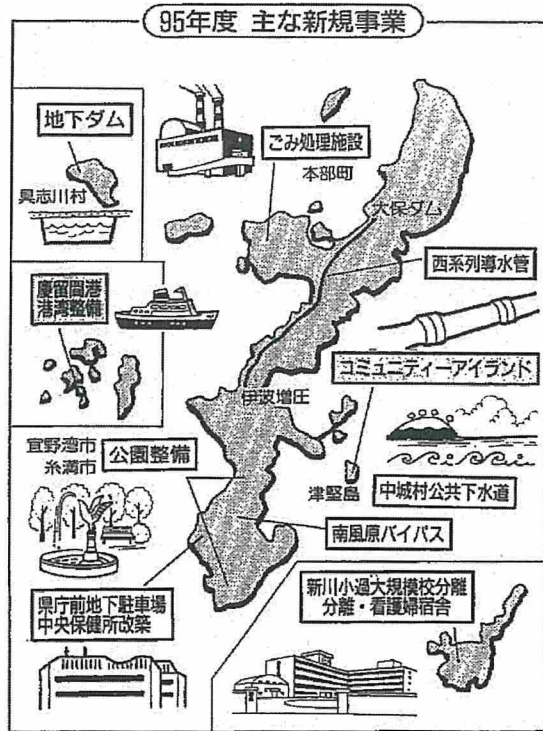 95年度 主な新規事業
地下ダム
具志川村
ごみ処理施設
本部町
大保ダム
西系列導水管
慶留間港
港湾整備
コミュニティーアイランド
伊波増圧
宜野湾市
糸満市
公園整備
津堅島
中城村公共下水道
南風原バイパス
県庁前地下駐車場
中央保健所改築
新川小過大規模校分離
分離・看護婦宿舎